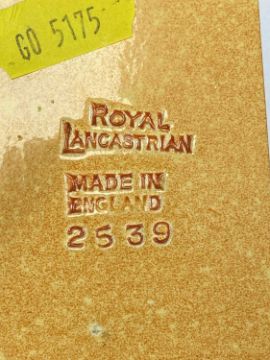 GO 5175
ROYAL
LANCASTRIAN
MADE IN
ENGLAND
2539